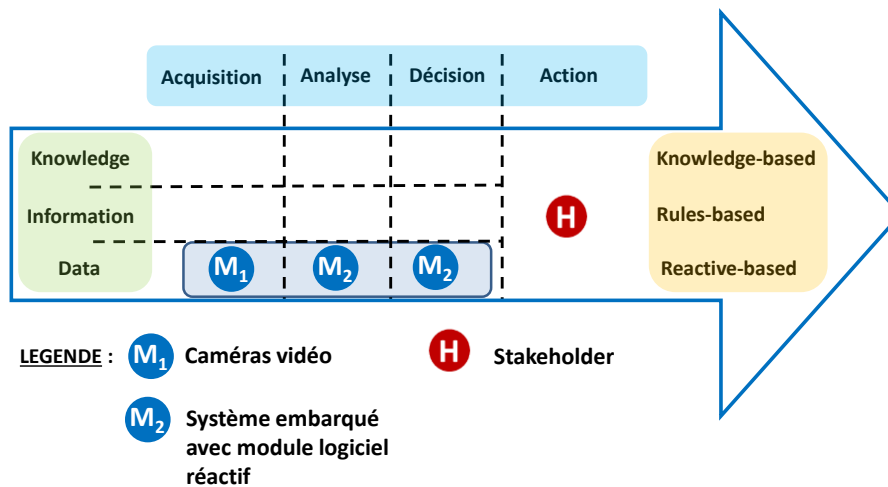 Acquisition Analyse Décision Action
Knowledge Knowledge-based
Information H Rules-based
Data M1 M2 M2 Reactive-based
LEGENDE : M1 Caméras vidéo H Stakeholder
M2 Système embarqué
avec module logiciel
réactif